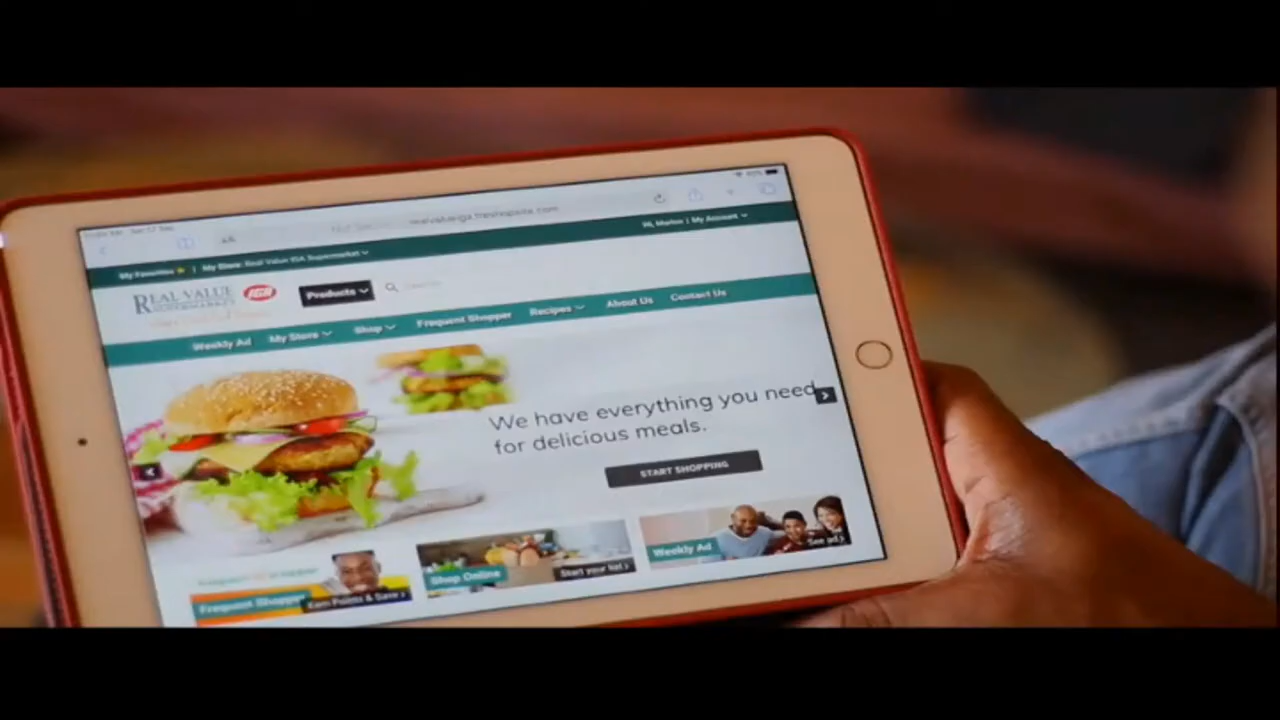 My Favorites | My Store: Real Value IGA Supermarket
Hi, Marlon | My Account
REAL VALUE
SUPERMARKET
IGA
Products
Search
Weekly Ad My Store Shop Frequent Shopper Recipes About Us Contact Us
We have everything you need
for delicious meals.
START SHOPPING
Frequent Shopper
Earn Points & Save ›
Shop Online
Start your list ›
Weekly Ad
See ad ›